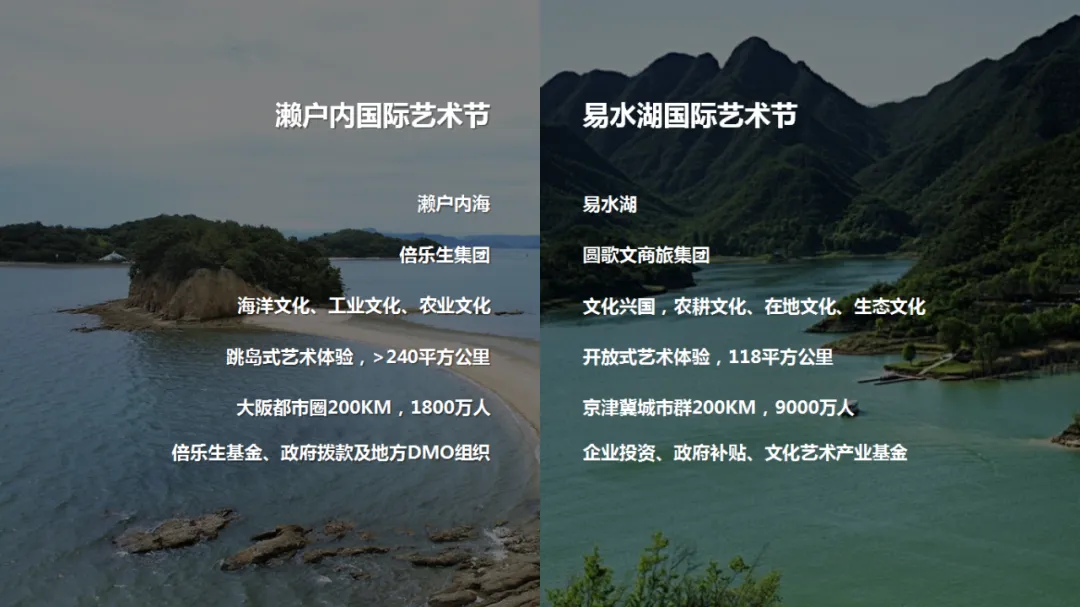 濑户内国际艺术节
濑户内海
倍乐生集团
海洋文化、工业文化、农业文化
跳岛式艺术体验，>240平方公里
大阪都市圈200KM，1800万人
倍乐生基金、政府拨款及地方DMO组织
易水湖国际艺术节
易水湖
圆歌文商旅集团
文化兴国，农耕文化、在地文化、生态文化
开放式艺术体验，118平方公里
京津冀城市群200KM，9000万人
企业投资、政府补贴、文化艺术产业基金